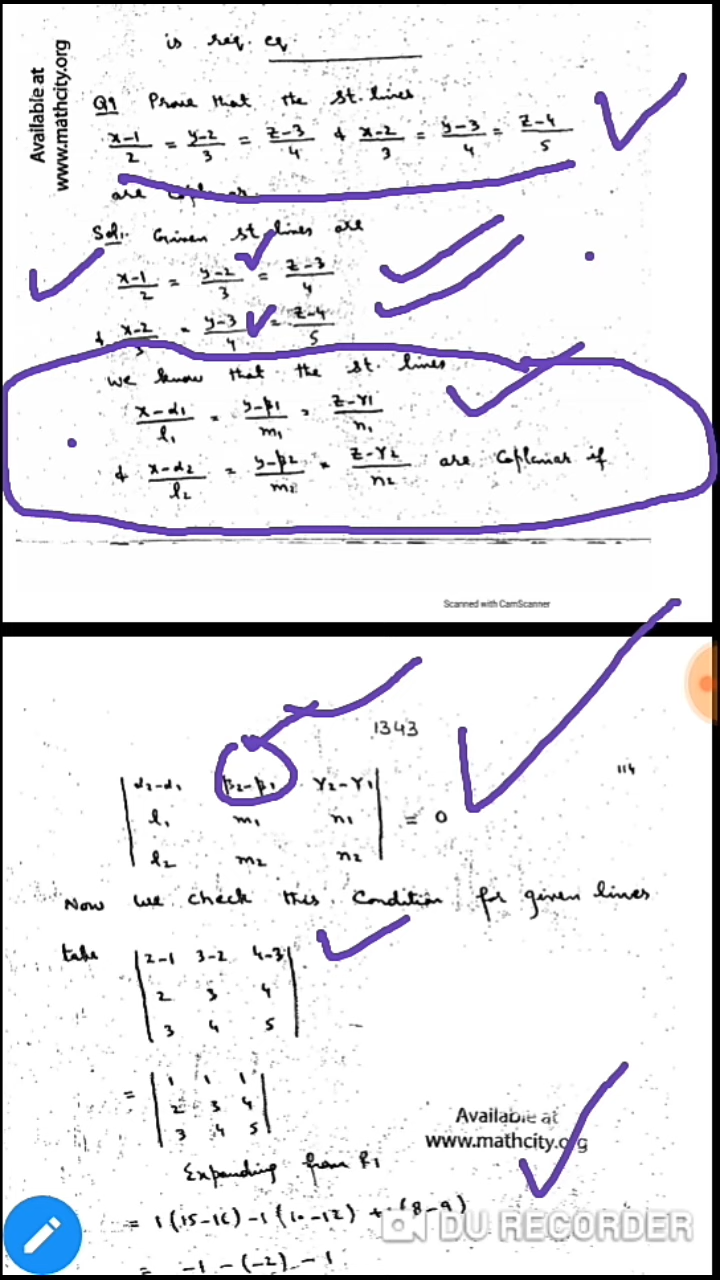 Available at
www.mathcity.org
is req. eq.
Q9 Prove that the st. lines
x-1/2 = y-2/3 = z-3/4 & x-2/3 = y-3/4 = z-4/5
are Coplanar
Sol:. Given st lines are
x-1/2 = y-2/3 = z-3/4
& x-2/3 = y-3/4 = z-4/5
We know that the st. lines
x-α1/l1 = y-β1/m1 = z-γ1/n1
& x-α2/l2 = y-β2/m2 = z-γ2/n2 are Coplanar if
Scanned with CamScanner
1343
114
| α2-α1 β2-β1 γ2-γ1 |
| l1 m1 n1 | = 0
| l2 m2 n2 |
Now we check this Condition for given lines
take | 2-1 3-2 4-3 |
| 2 3 4 |
| 3 4 5 |
= | 1 1 1 |
| 2 3 4 |
| 3 4 5 |
Available at
www.mathcity.org
Expanding from R1
= 1(15-16)-1(10-12)+ (8-9)
DU RECORDER
= -1-(-2)-1